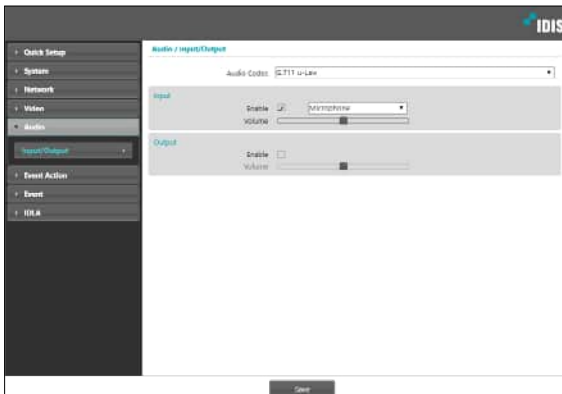 IDIS
Quick Setup
System
Network
Video
Audio
Input/Output
Event Action
Event
IDLA
Audio / Input/Output
Audio Codec G.711 u-Law
Input
Enable Microphone
Volume
Output
Enable
Volume
Save